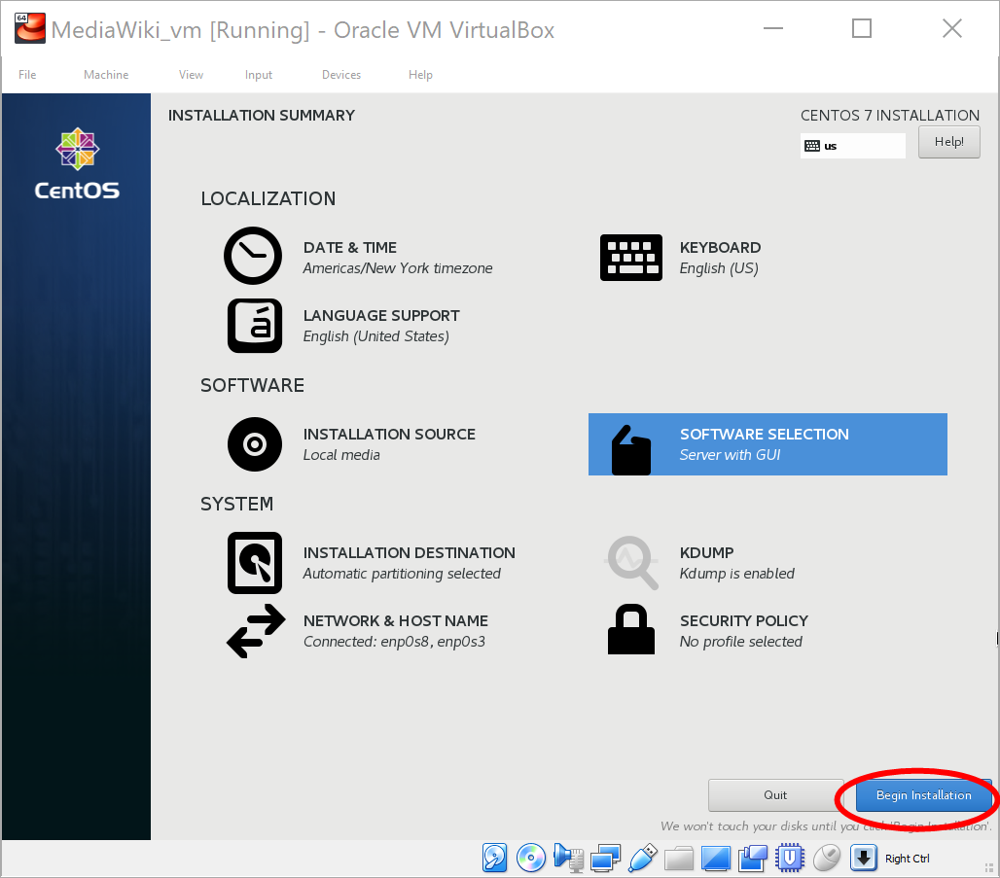 64
MediaWiki_vm [Running] - Oracle VM VirtualBox
File Machine View Input Devices Help
INSTALLATION SUMMARY
CENTOS 7 INSTALLATION
us
Help!
CentOS
LOCALIZATION
DATE & TIME
Americas/New York timezone
KEYBOARD
English (US)
á
LANGUAGE SUPPORT
English (United States)
SOFTWARE
INSTALLATION SOURCE
Local media
SOFTWARE SELECTION
Server with GUI
SYSTEM
INSTALLATION DESTINATION
Automatic partitioning selected
KDUMP
Kdump is enabled
NETWORK & HOST NAME
Connected: enp0s8, enp0s3
SECURITY POLICY
No profile selected
Quit
Begin Installation
We won't touch your disks until you click 'Begin Installation'.
Right Ctrl